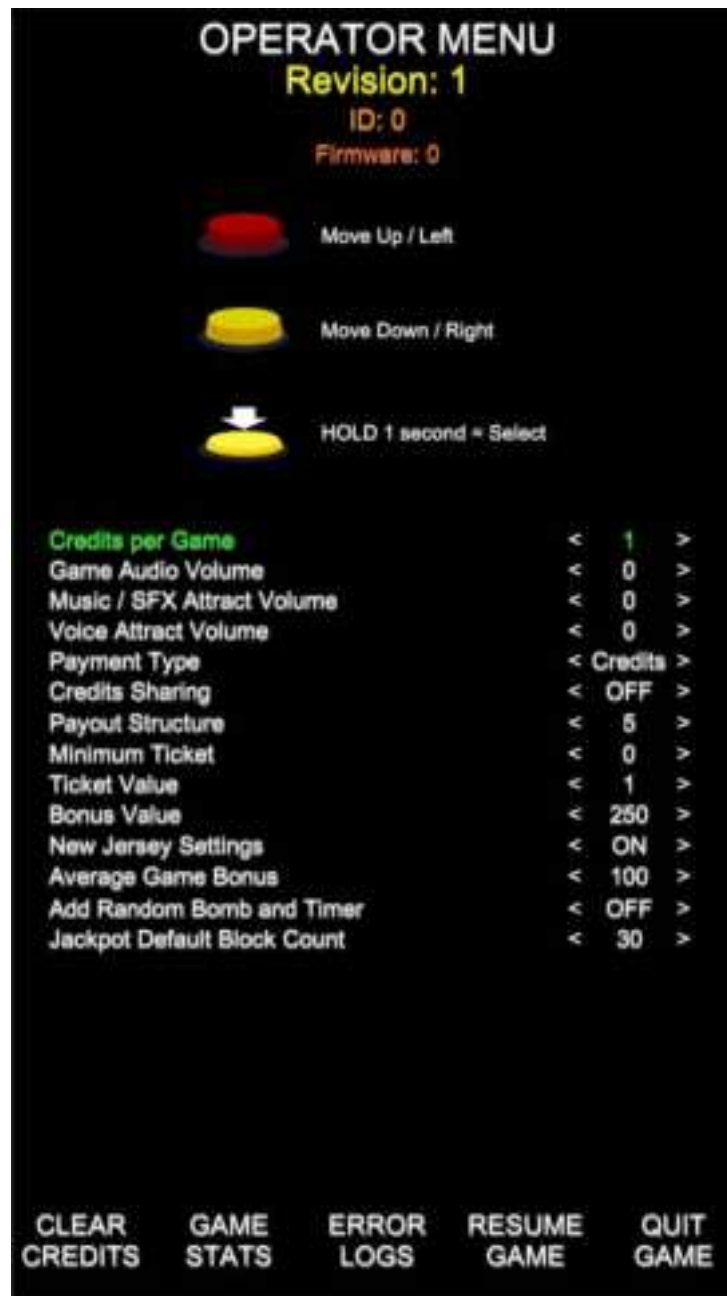 OPERATOR MENU
Revision: 1
ID: 0
Firmware: 0
Move Up / Left
Move Down / Right
HOLD 1 second = Select
Credits per Game < 1 >
Game Audio Volume < 0 >
Music / SFX Attract Volume < 0 >
Voice Attract Volume < 0 >
Payment Type < Credits >
Credits Sharing < OFF >
Payout Structure < 5 >
Minimum Ticket < 0 >
Ticket Value < 1 >
Bonus Value < 250 >
New Jersey Settings < ON >
Average Game Bonus < 100 >
Add Random Bomb and Timer < OFF >
Jackpot Default Block Count < 30 >
CLEAR GAME ERROR RESUME QUIT
CREDITS STATS LOGS GAME GAME